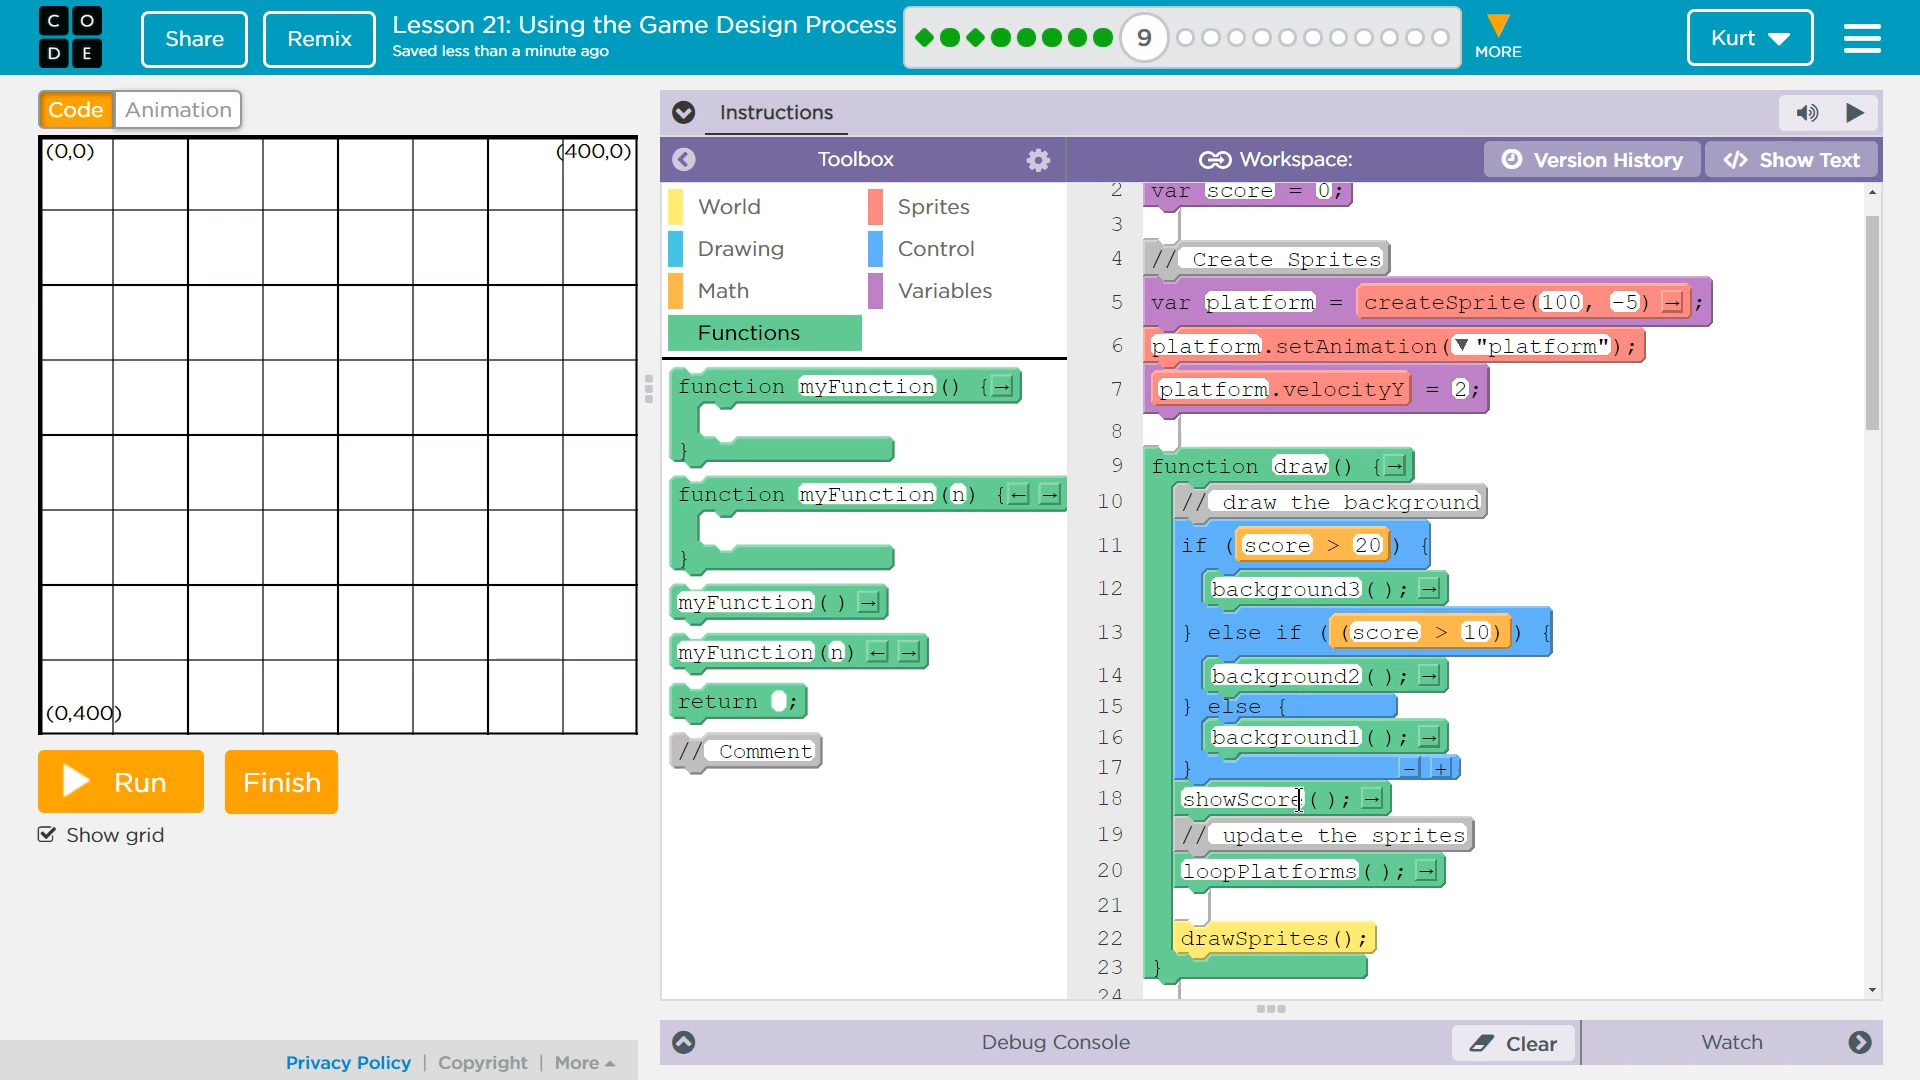 CODE
Share
Remix
Lesson 21: Using the Game Design Process
Saved less than a minute ago
9
MORE
Kurt
Code
Animation
(0,0)
(400,0)
(0,400)
Run
Finish
Show grid
Instructions
Toolbox
Workspace:
Version History
</> Show Text
World
Sprites
Drawing
Control
Math
Variables
Functions
function myFunction() {→
}
function myFunction(n) {← →
}
myFunction() →
myFunction(n) ← →
return ;
// Comment
2 var score = 0;
3
4 // Create Sprites
5 var platform = createSprite(100, -5) →;
6 platform.setAnimation(▼ "platform");
7 platform.velocityY = 2;
8
9 function draw() {→
10 // draw the background
11 if (score > 20) {
12 background3(); →
13 } else if ((score > 10)) {
14 background2(); →
15 } else {
16 background1(); →
17 } − +
18 showScore(); →
19 // update the sprites
20 loopPlatforms(); →
21
22 drawSprites();
23 }
24
Debug Console
Clear
Watch
Privacy Policy | Copyright | More